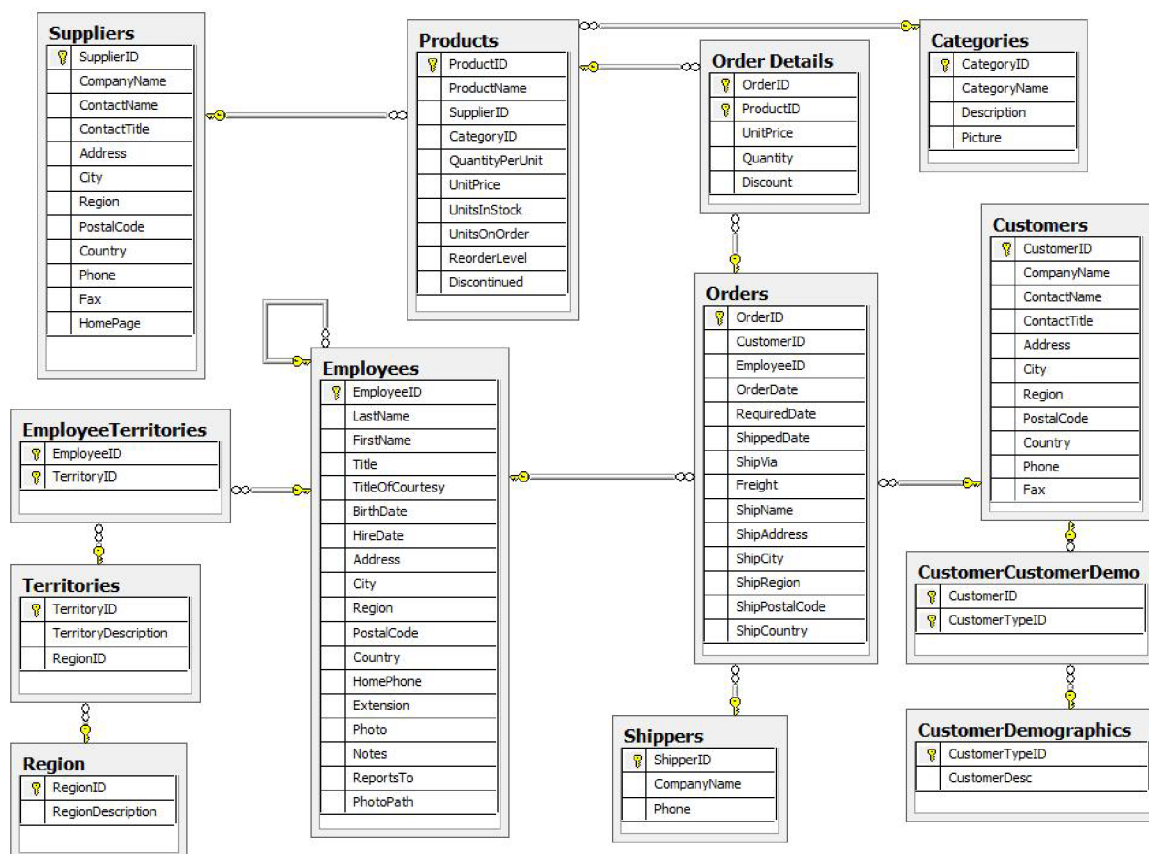 Suppliers
SupplierID
CompanyName
ContactName
ContactTitle
Address
City
Region
PostalCode
Country
Phone
Fax
HomePage
Products
ProductID
ProductName
SupplierID
CategoryID
QuantityPerUnit
UnitPrice
UnitsInStock
UnitsOnOrder
ReorderLevel
Discontinued
Order Details
OrderID
ProductID
UnitPrice
Quantity
Discount
Categories
CategoryID
CategoryName
Description
Picture
Employees
EmployeeID
LastName
FirstName
Title
TitleOfCourtesy
BirthDate
HireDate
Address
City
Region
PostalCode
Country
HomePhone
Extension
Photo
Notes
ReportsTo
PhotoPath
Orders
OrderID
CustomerID
EmployeeID
OrderDate
RequiredDate
ShippedDate
ShipVia
Freight
ShipName
ShipAddress
ShipCity
ShipRegion
ShipPostalCode
ShipCountry
Customers
CustomerID
CompanyName
ContactName
ContactTitle
Address
City
Region
PostalCode
Country
Phone
Fax
EmployeeTerritories
EmployeeID
TerritoryID
Territories
TerritoryID
TerritoryDescription
RegionID
Region
RegionID
RegionDescription
Shippers
ShipperID
CompanyName
Phone
CustomerCustomerDemo
CustomerID
CustomerTypeID
CustomerDemographics
CustomerTypeID
CustomerDesc